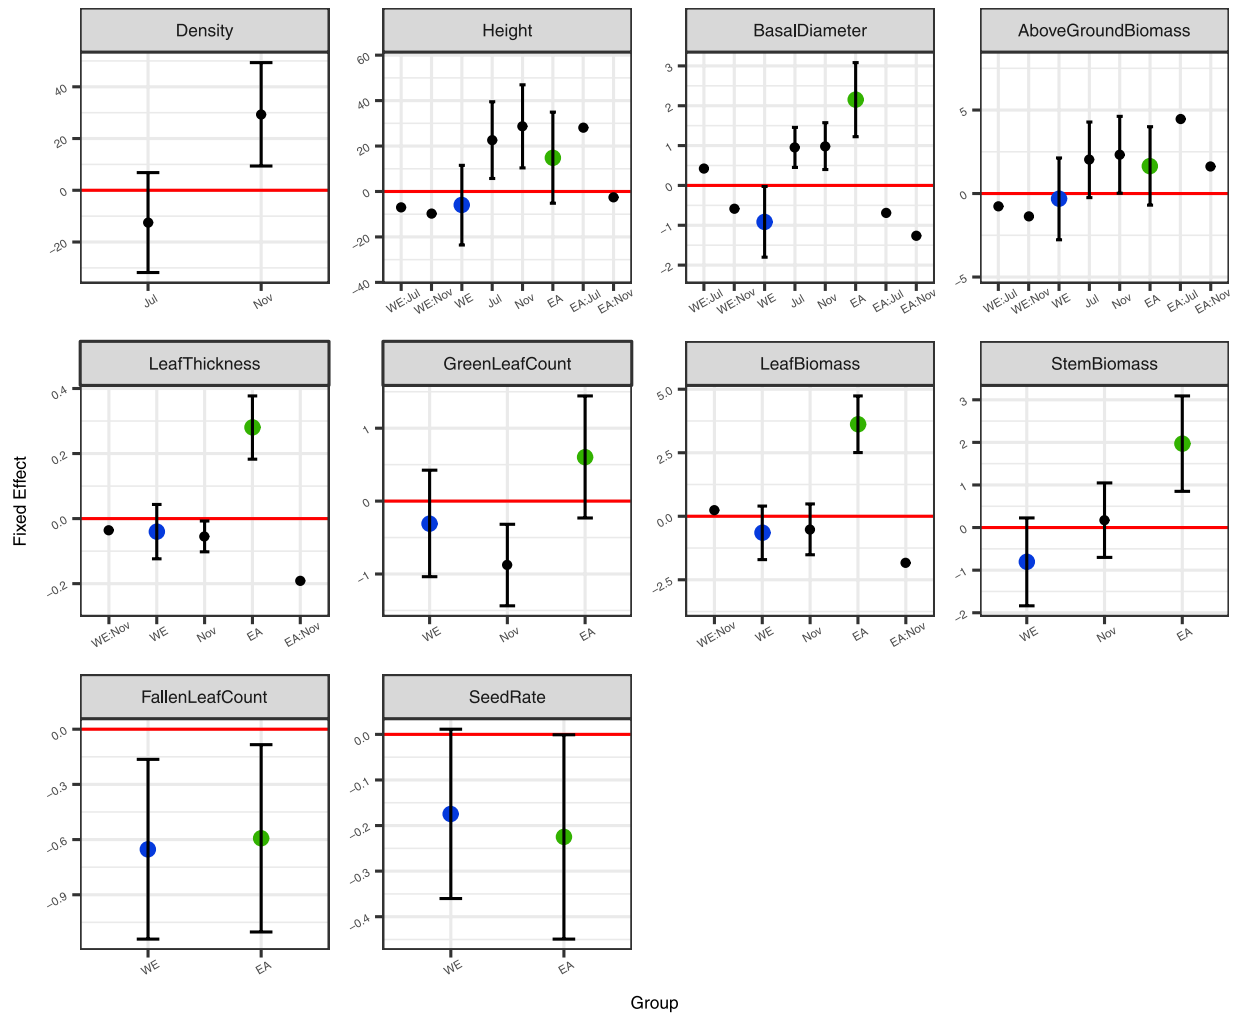 Density
Height
BasalDiameter
AboveGroundBiomass
40
20
0
−20
Jul
Nov
60
40
20
0
−20
−40
WE:Jul
WE:Nov
WE
Jul
Nov
EA
EA:Jul
EA:Nov
3
2
1
0
−1
−2
WE:Jul
WE:Nov
WE
Jul
Nov
EA
EA:Jul
EA:Nov
5
0
−5
WE:Jul
WE:Nov
WE
Jul
Nov
EA
EA:Jul
EA:Nov
LeafThickness
GreenLeafCount
LeafBiomass
StemBiomass
0.4
0.2
0.0
−0.2
WE:Nov
WE
Nov
EA
EA:Nov
1
0
−1
WE
Nov
EA
5.0
2.5
0.0
−2.5
WE:Nov
WE
Nov
EA
EA:Nov
3
2
1
0
−1
−2
WE
Nov
EA
FallenLeafCount
SeedRate
0.0
−0.3
−0.6
−0.9
WE
EA
0.0
−0.1
−0.2
−0.3
−0.4
WE
EA
Fixed Effect
Group